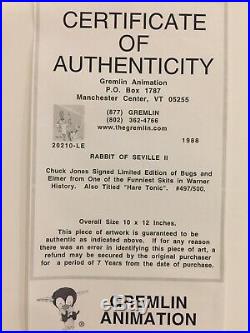 CERTIFICATE
OF
AUTHENTICITY
Gremlin Animation
P.O. Box 1787
Manchester Center, VT 05255
(877) GREMLIN
(802) 362-4766
www.thegremlin.com
20210-LE 1988
RABBIT OF SEVILLE II
Chuck Jones Signed Limited Edition of Bugs and
Elmer from One of the Funniest Skits in Warner
History. Also Titled "Hare Tonic". #497/500.
Overall Size 10 x 12 Inches.
This piece of artwork is guaranteed to be
authentic as indicated above. If for any reason
there was an error in identifying this piece of art, a
refund may be secured by the original purchaser
for a period of 7 Years from the date of purchase.
GREMLIN
ANIMATION